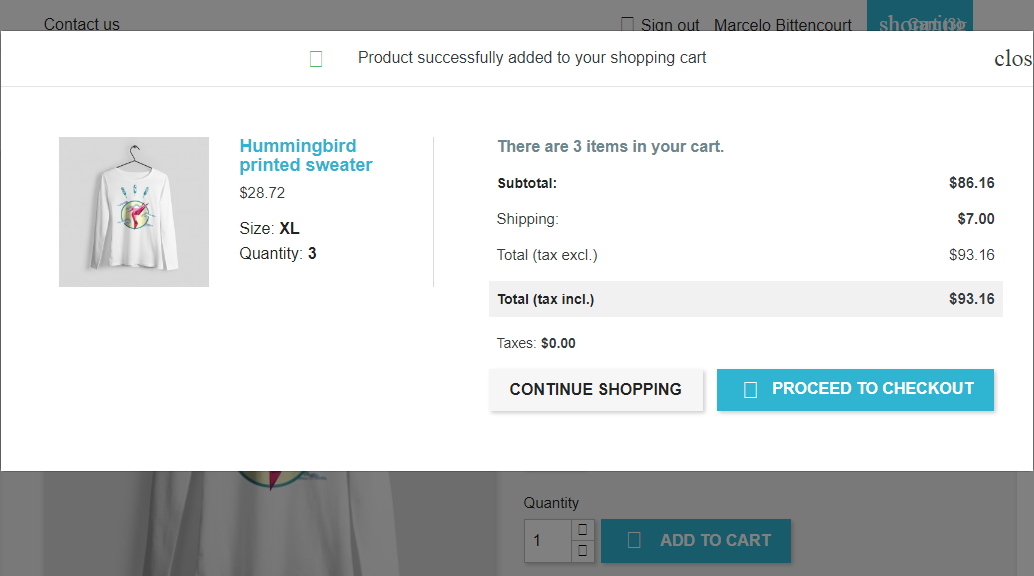 Contact us
Sign out Marcelo Bittencourt
Product successfully added to your shopping cart
clos
Hummingbird
printed sweater
$28.72
Size: XL
Quantity: 3
There are 3 items in your cart.
Subtotal: $86.16
Shipping: $7.00
Total (tax excl.) $93.16
Total (tax incl.) $93.16
Taxes: $0.00
CONTINUE SHOPPING
PROCEED TO CHECKOUT
Quantity
1
ADD TO CART